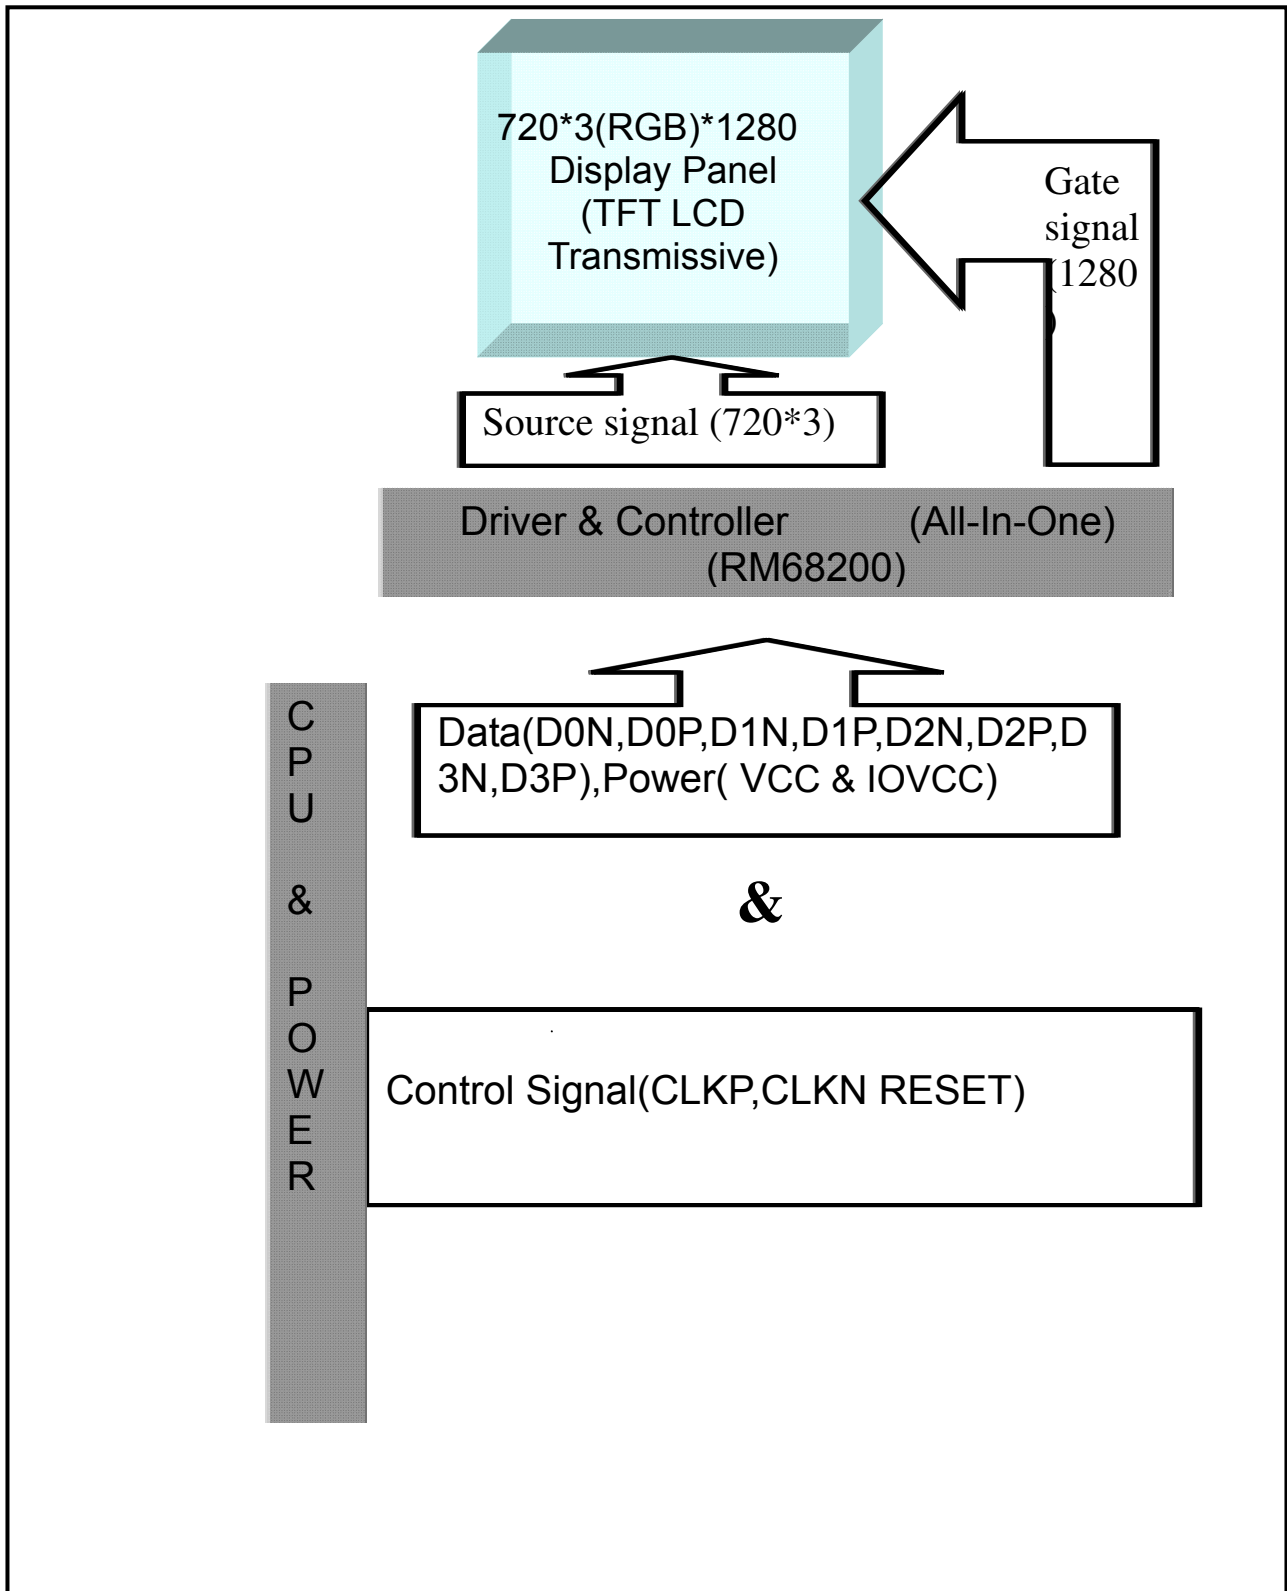 720*3(RGB)*1280
Display Panel
(TFT LCD
Transmissive)
Gate
signal
(1280
)
Source signal (720*3)
Driver & Controller (All-In-One)
(RM68200)
C
P
U
&
P
O
W
E
R
Data(D0N,D0P,D1N,D1P,D2N,D2P,D
3N,D3P),Power( VCC & IOVCC)
&
Control Signal(CLKP,CLKN RESET)